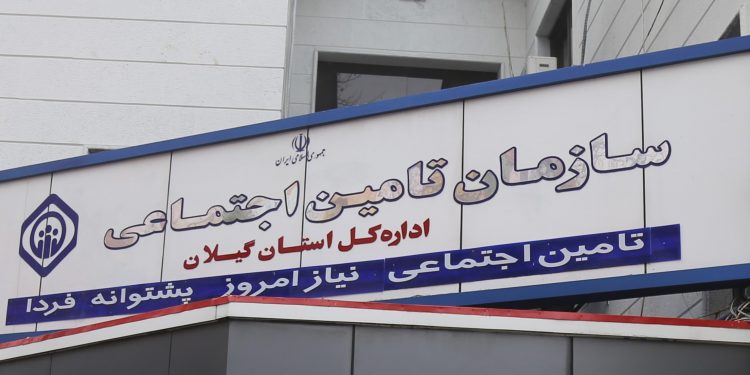 جمهوری اسلامی ایران
سازمان تامین اجتماعی
اداره کل استان گیلان
تامین اجتماعی نیاز امروز پشتوانه فردا